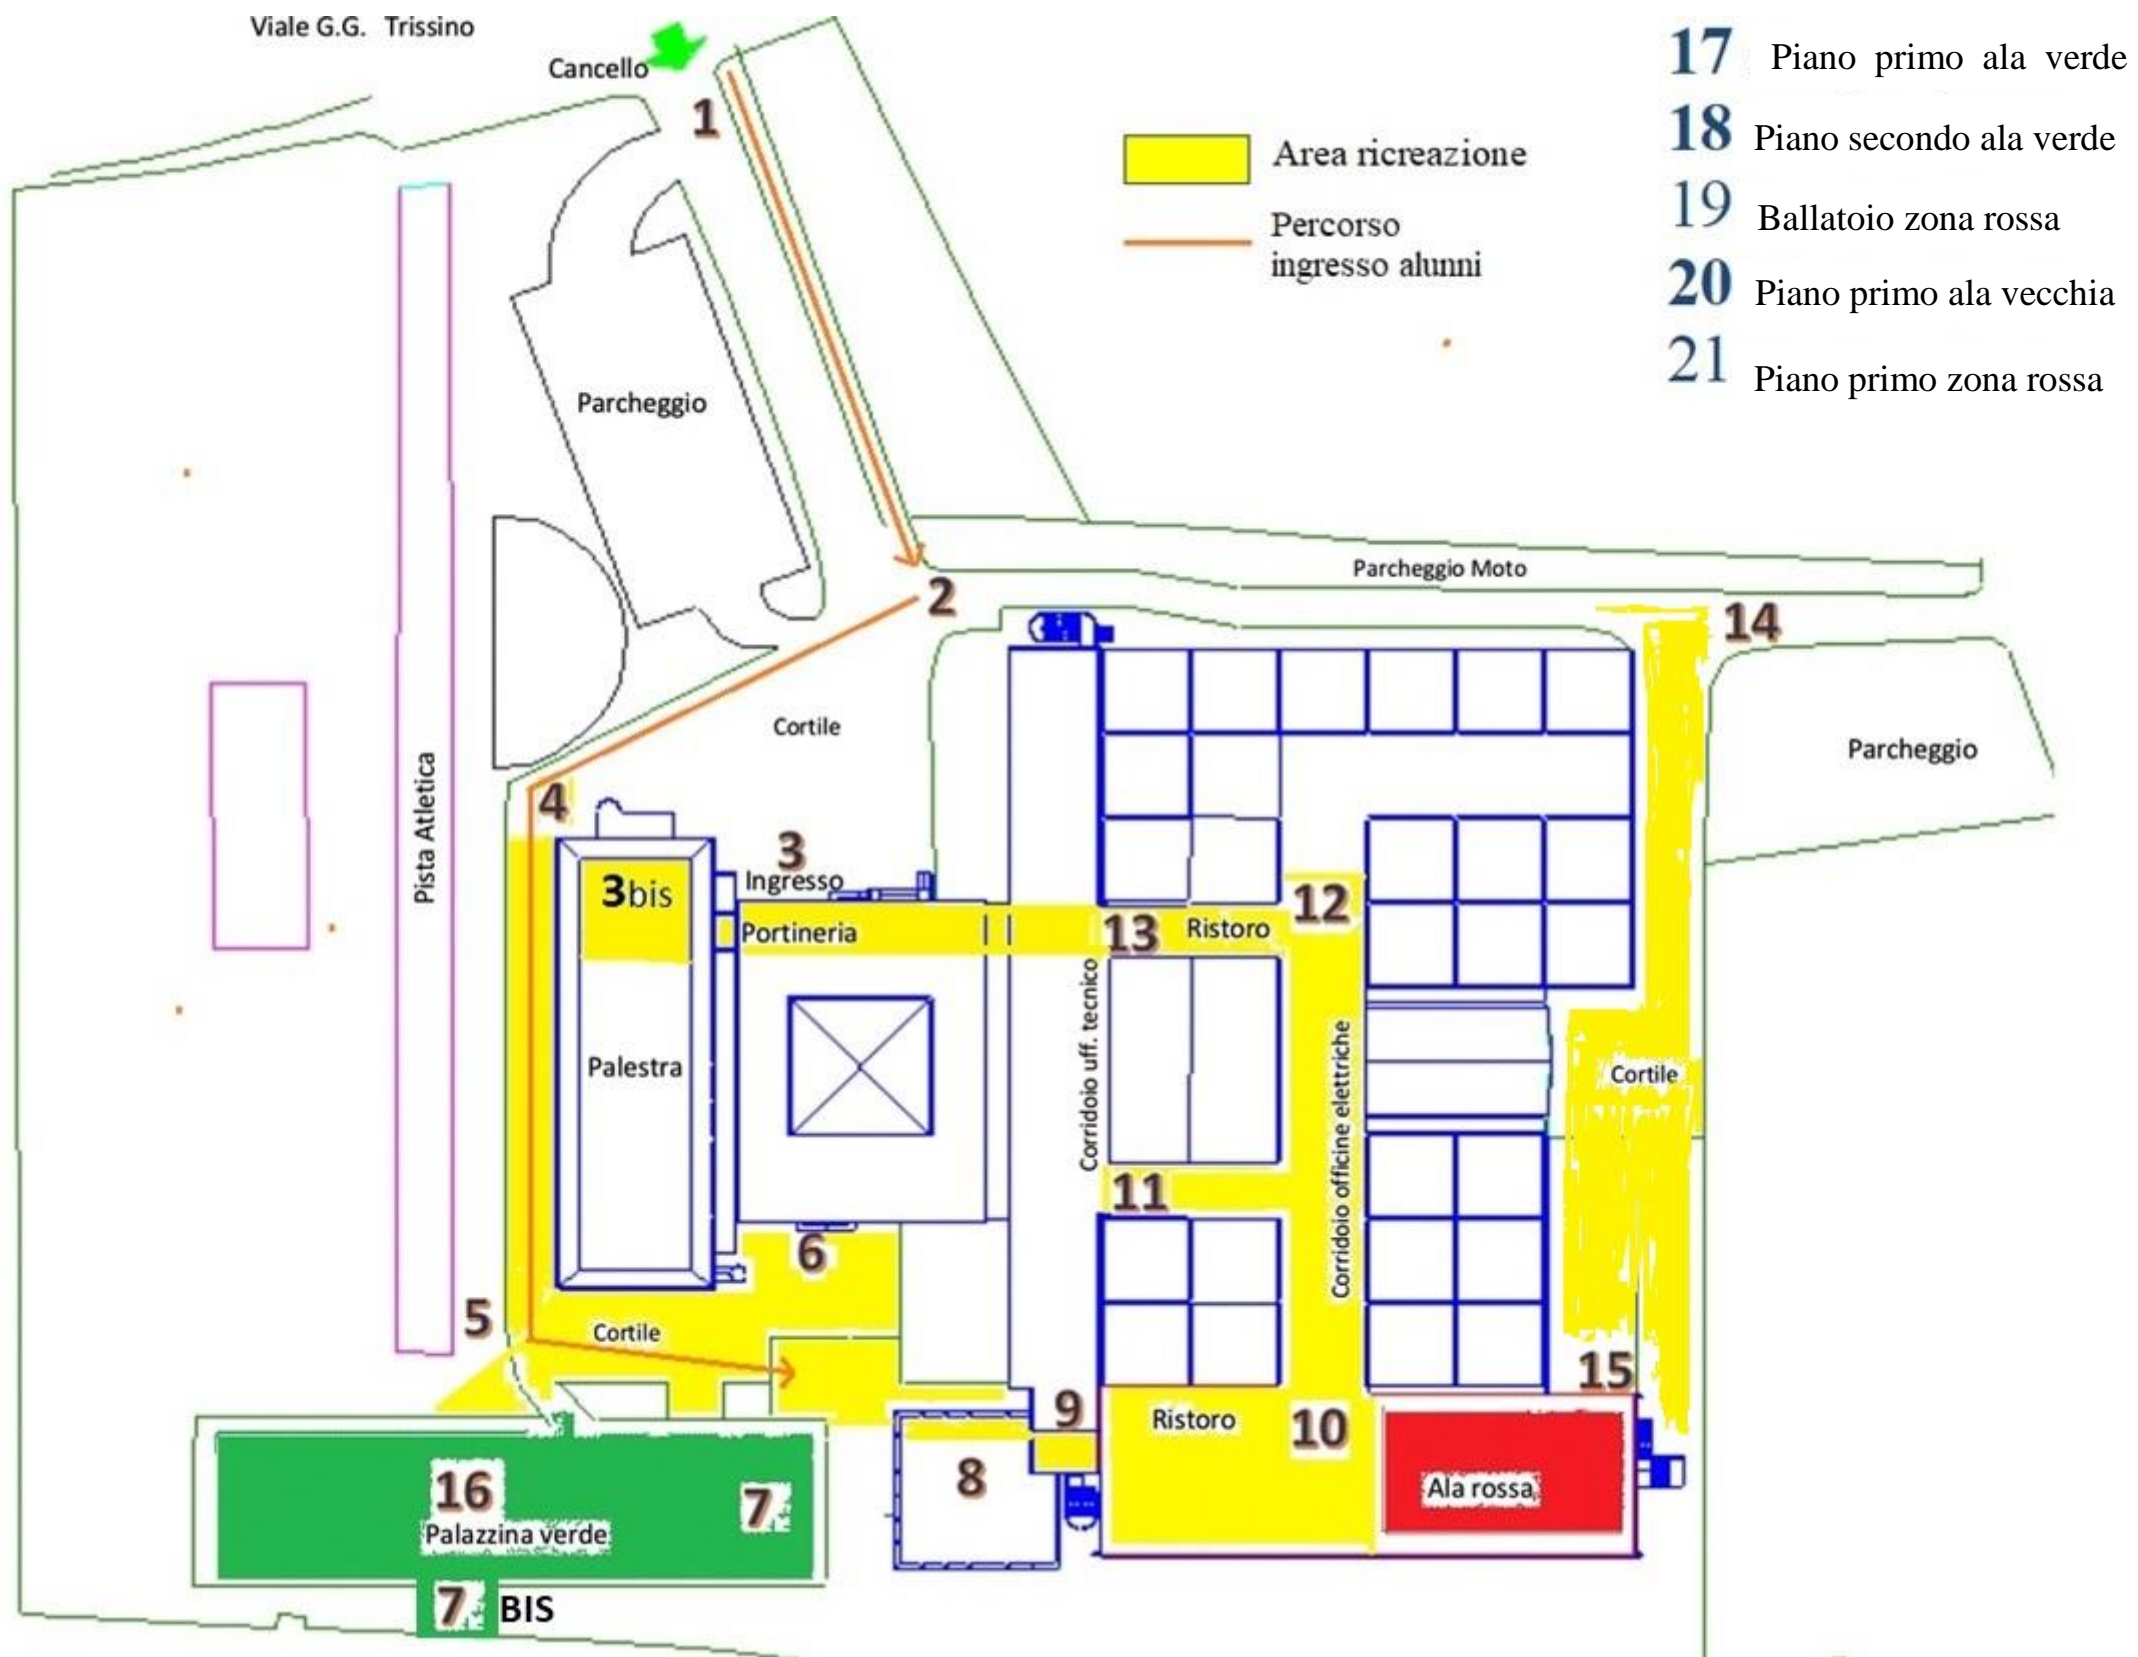 Viale G.G. Trissino
Cancello
1
17 Piano primo ala verde
18 Piano secondo ala verde
19 Ballatoio zona rossa
20 Piano primo ala vecchia
21 Piano primo zona rossa
Area ricreazione
Percorso
ingresso alunni
Parcheggio
Parcheggio Moto
2
14
Cortile
Parcheggio
Pista Atletica
4
3
Ingresso
3bis
Portineria
13
Ristoro
12
Palestra
Corridoio uff. tecnico
Corridoio officine elettriche
Cortile
11
6
5
Cortile
15
9
Ristoro
10
8
Ala rossa
16
7
Palazzina verde
7 BIS